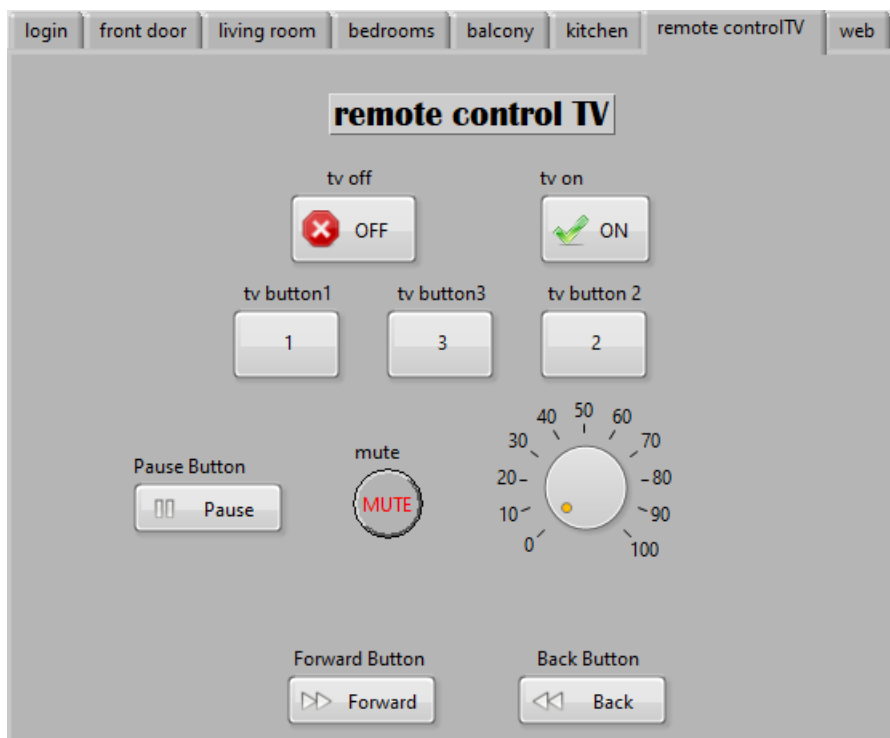 login front door living room bedrooms balcony kitchen remote controlTV web
remote control TV
tv off tv on
OFF ON
tv button1 tv button3 tv button 2
1 3 2
Pause Button
Pause
mute
MUTE
0 10 20 30 40 50 60 70 80 90 100
Forward Button Back Button
Forward Back